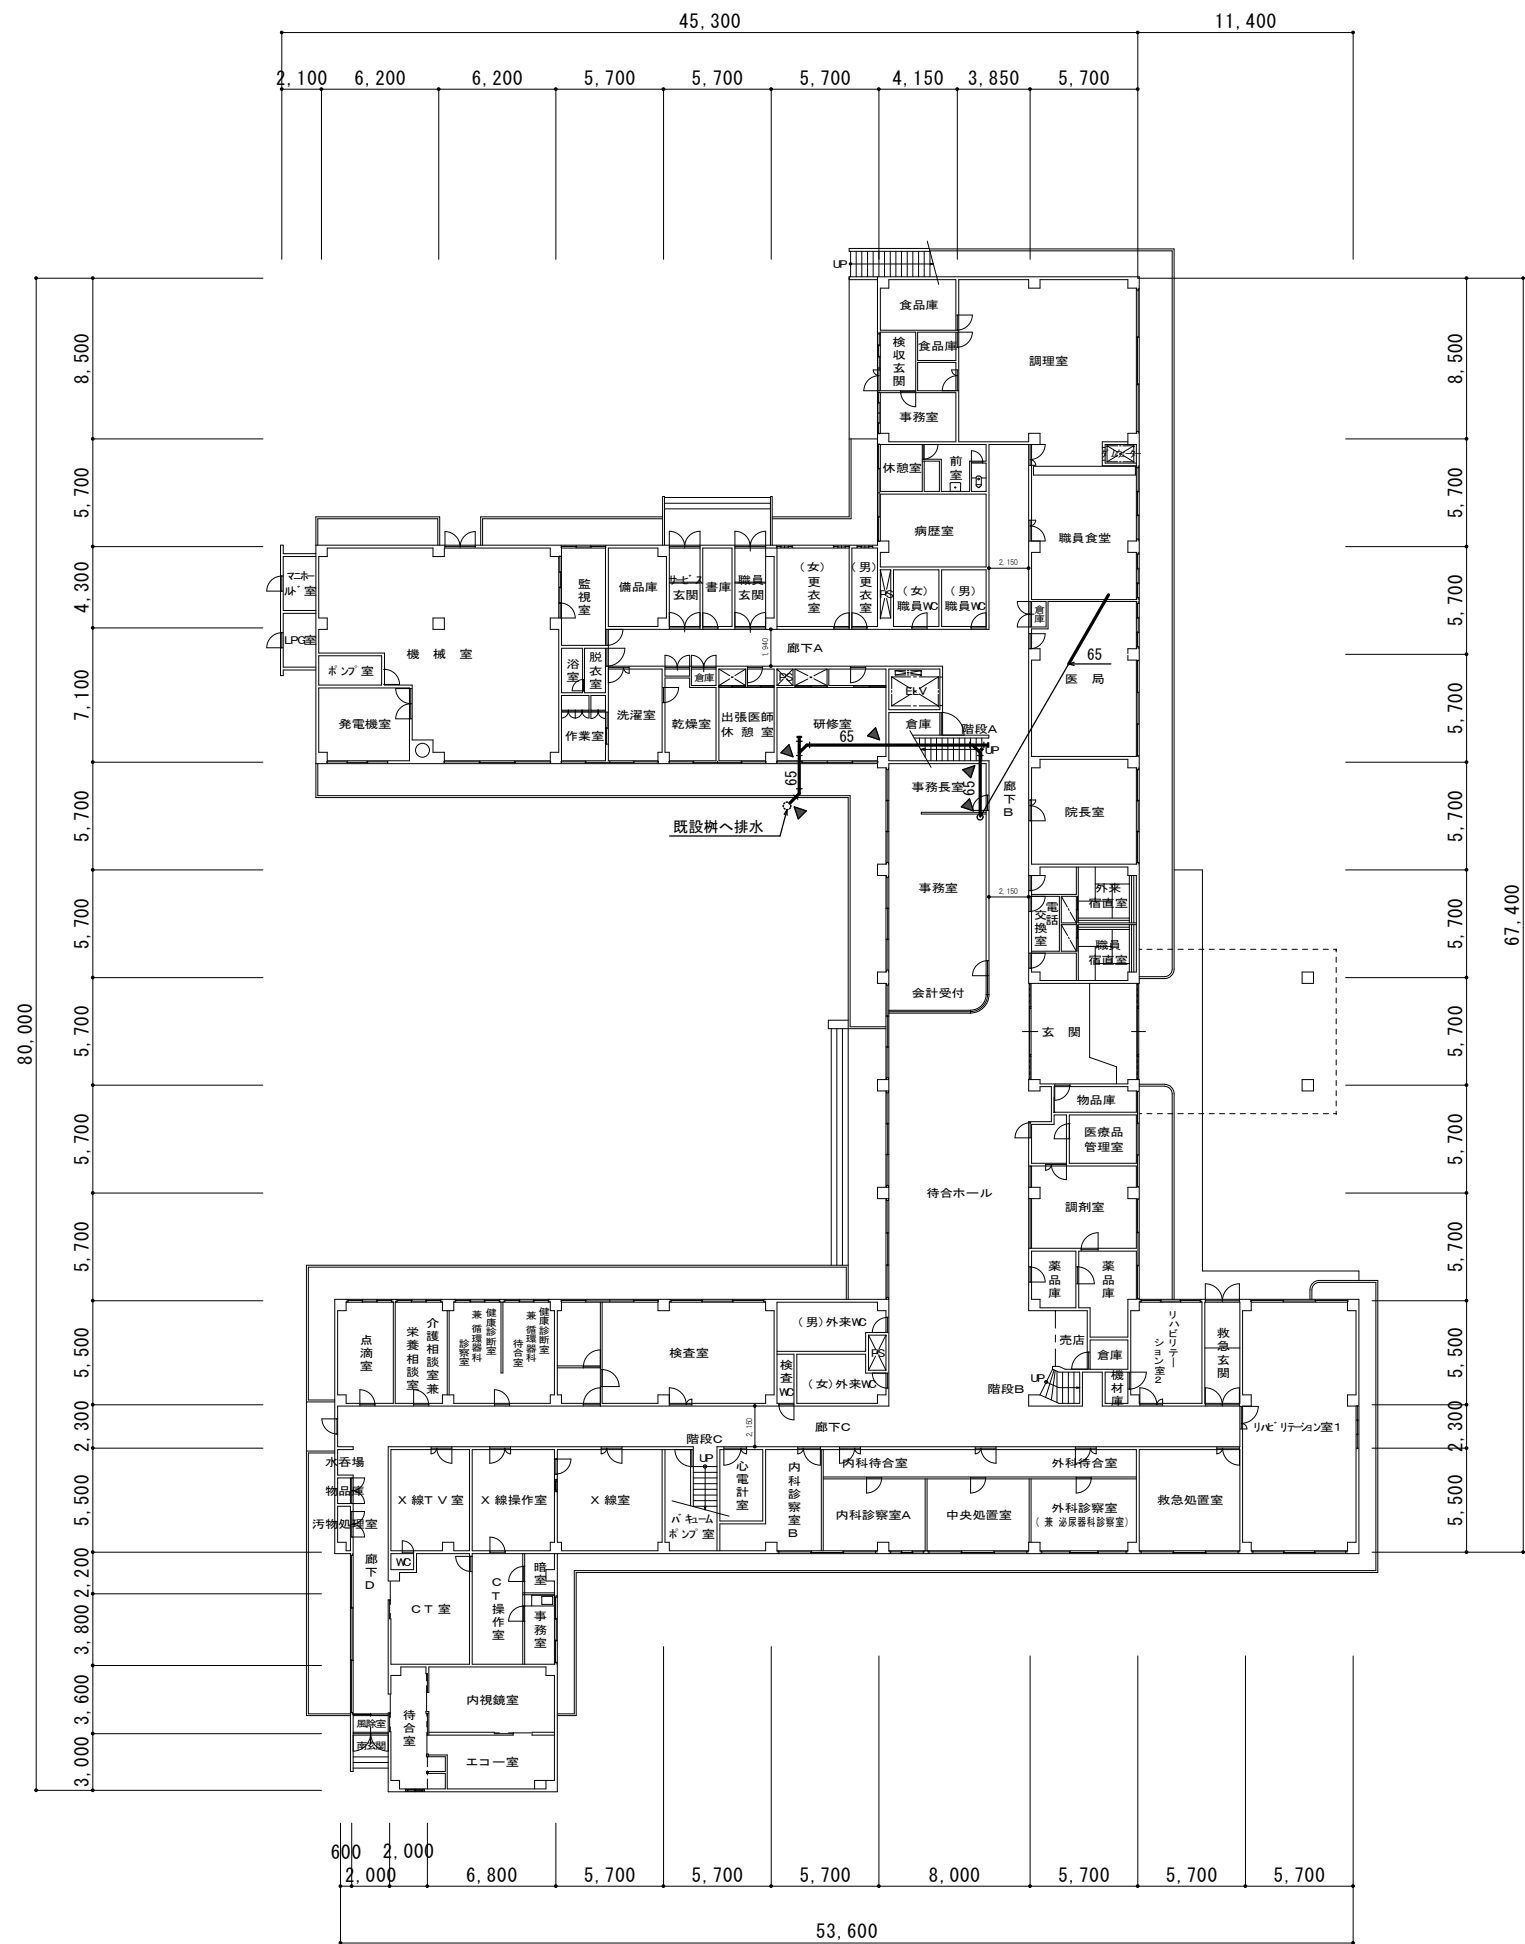 45,300
11,400
2,100
6,200
6,200
5,700
5,700
5,700
4,150
3,850
5,700
UP
食品庫
検収玄関
食品庫
調理室
事務室
休憩室
前室
病歴室
職員食堂
2,150
マニホールド室
LPG室
機械室
監視室
備品庫
サービス玄関
書庫
職員玄関
(女)更衣室
(男)更衣室
PS
(女)職員WC
(男)職員WC
倉庫
1,940
廊下A
ポンプ室
浴室
脱衣室
倉庫
PS
ELV
65
医局
発電機室
作業室
洗濯室
乾燥室
出張医師
休憩室
研修室
倉庫
階段A
UP
65
65
65
既設桝へ排水
事務長室
廊下B
院長室
事務室
2,150
電話交換室
外来
宿直室
職員
宿直室
会計受付
玄関
物品庫
医療品
管理室
待合ホール
調剤室
薬品庫
薬品庫
売店
倉庫
機材庫
リハビリテーション室2
救急玄関
点滴室
介護相談室兼栄養相談室
健康診断室兼循環器科診察室
健康診断室兼循環器科待合室
検査室
(男)外来WC
PS
検査WC
(女)外来WC
階段B
UP
廊下C
2,150
階段C
UP
リハビリテーション室1
水呑場
物品庫
汚物処理室
X線TV室
X線操作室
X線室
バキューム
ポンプ室
心電計室
内科診察室B
内科待合室
外科待合室
内科診察室A
中央処置室
外科診察室
(兼 泌尿器科診察室)
救急処置室
廊下D
WC
CT室
CT操作室
暗室
事務室
内視鏡室
待合室
風除室
南玄関
エコー室
80,000
8,500
5,700
4,300
7,100
5,700
5,700
5,700
5,700
5,700
5,500
2,300
5,500
2,200
3,800
3,600
3,000
8,500
5,700
5,700
5,700
5,700
5,700
5,700
5,700
5,700
5,500
2,300
5,500
67,400
600
2,000
2,000
6,800
5,700
5,700
5,700
8,000
5,700
5,700
5,700
53,600